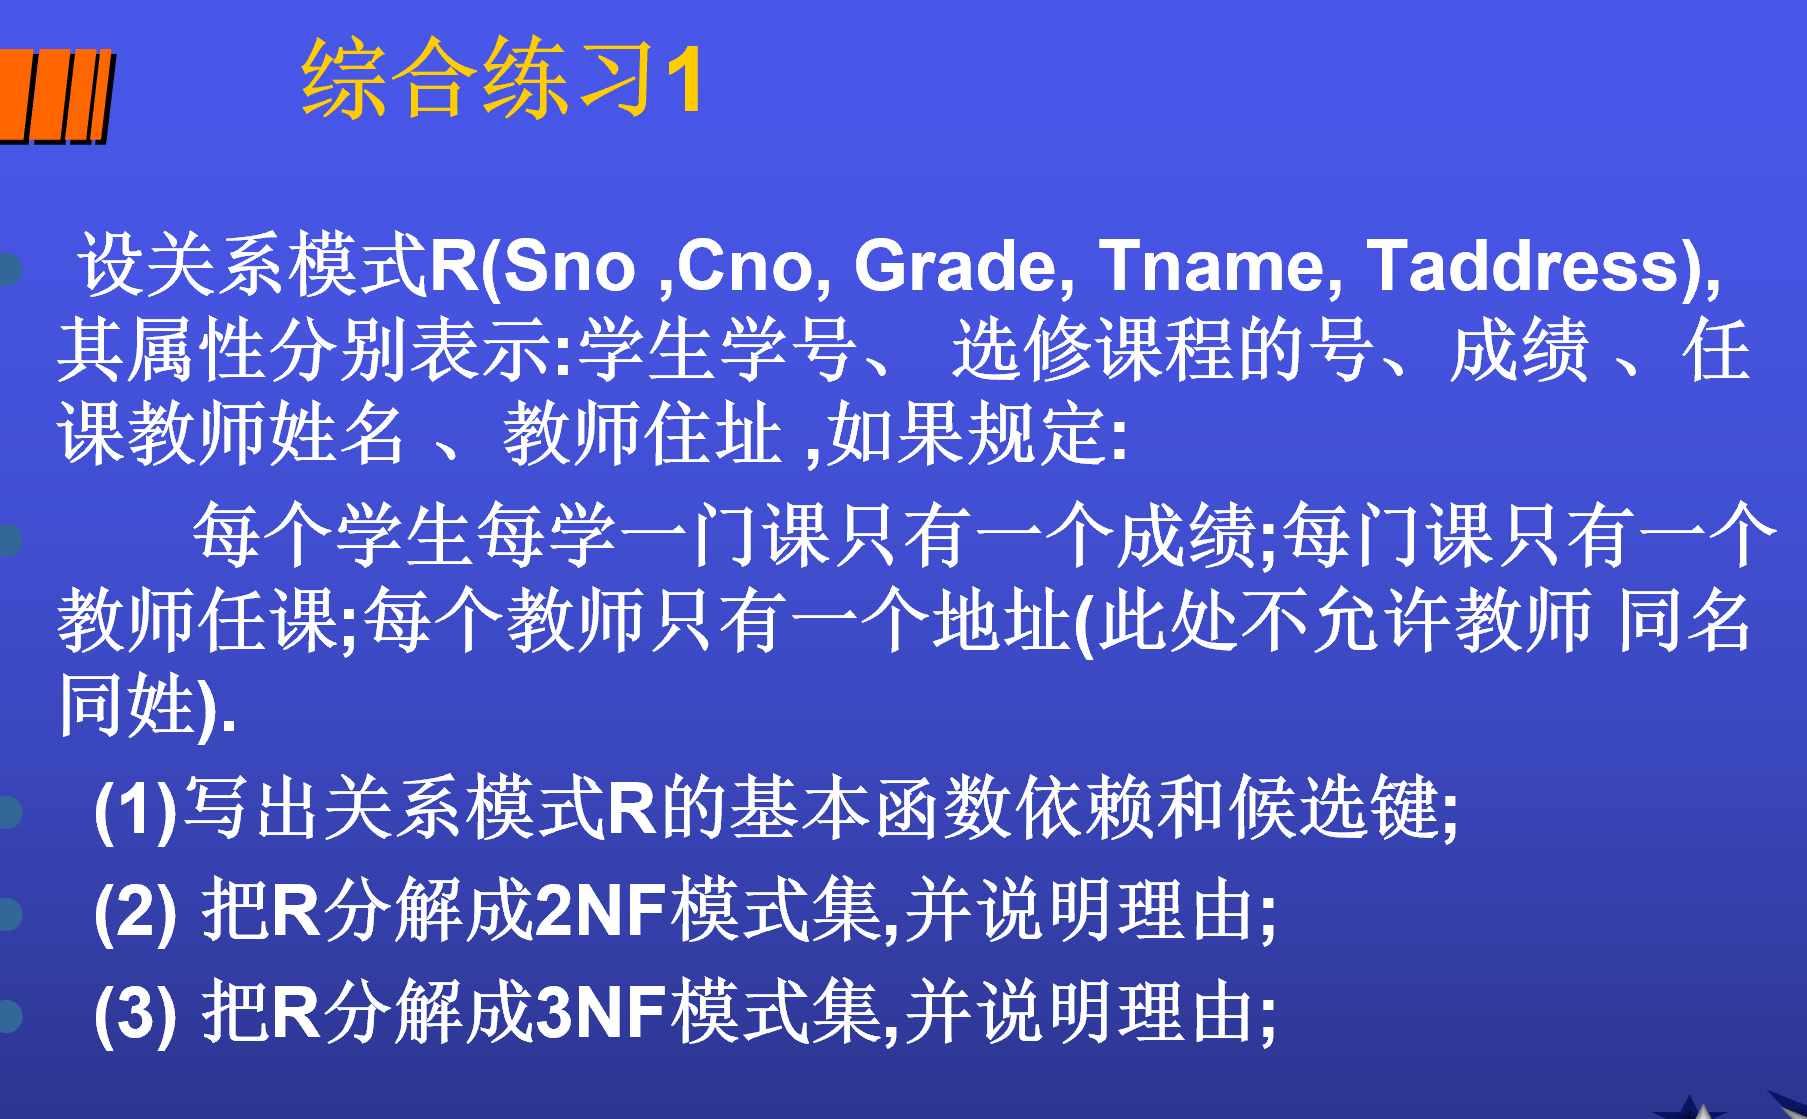 综合练习1
设关系模式R(Sno ,Cno, Grade, Tname, Taddress),
其属性分别表示:学生学号、 选修课程的号、成绩 、任
课教师姓名 、教师住址 ,如果规定:
每个学生每学一门课只有一个成绩;每门课只有一个
教师任课;每个教师只有一个地址(此处不允许教师 同名
同姓).
(1)写出关系模式R的基本函数依赖和候选键;
(2) 把R分解成2NF模式集,并说明理由;
(3) 把R分解成3NF模式集,并说明理由;